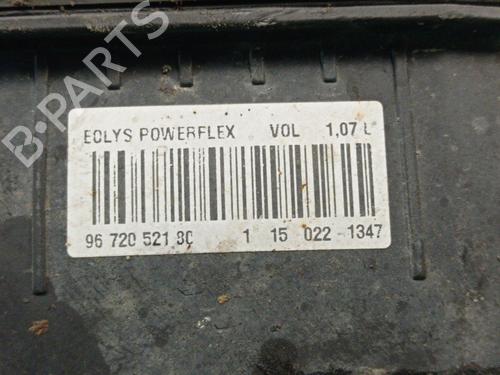 B-PARTS
EOLYS POWERFLEX VOL 1,07 L
96 720 521 80 1 15 022 - 1347